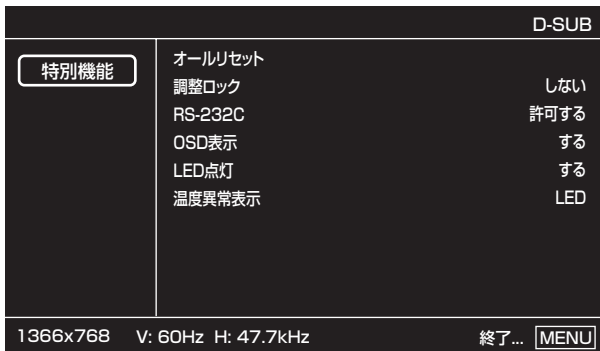 D-SUB
特別機能
オールリセット
調整ロック しない
RS-232C 許可する
OSD表示 する
LED点灯 する
温度異常表示 LED
1366x768 V: 60Hz H: 47.7kHz 終了... MENU